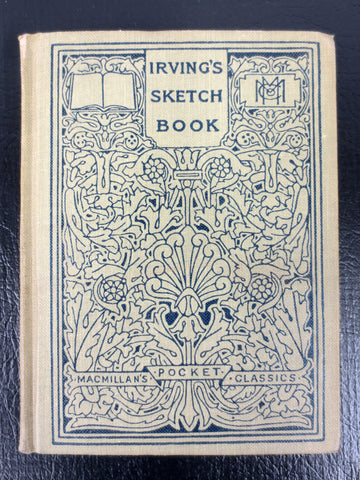 IRVING'S
SKETCH
BOOK
MACMILLAN'S POCKET CLASSICS